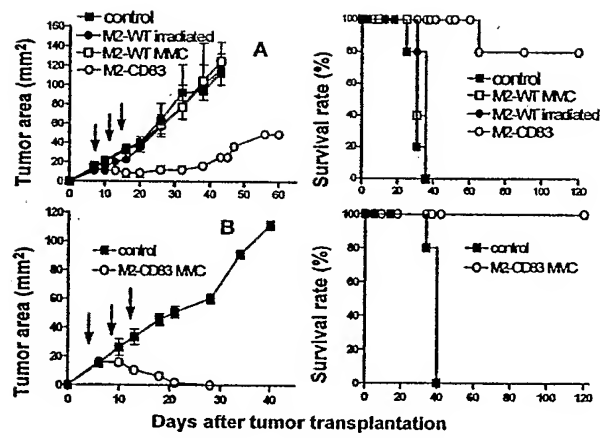 control
M2-WT irradiated
M2-WT MMC
M2-CD83
A
Tumor area (mm²)
160
140
120
100
80
60
40
20
0
0 10 20 30 40 50 60
Survival rate (%)
100
80
60
40
20
0
0 20 40 60 80 100 120
control
M2-WT MMC
M2-WT irradiated
M2-CD83
B
Tumor area (mm²)
120
100
80
60
40
20
0
0 10 20 30 40
control
M2-CD83 MMC
Survival rate (%)
100
80
60
40
20
0
0 20 40 60 80 100 120
control
M2-CD83 MMC
Days after tumor transplantation